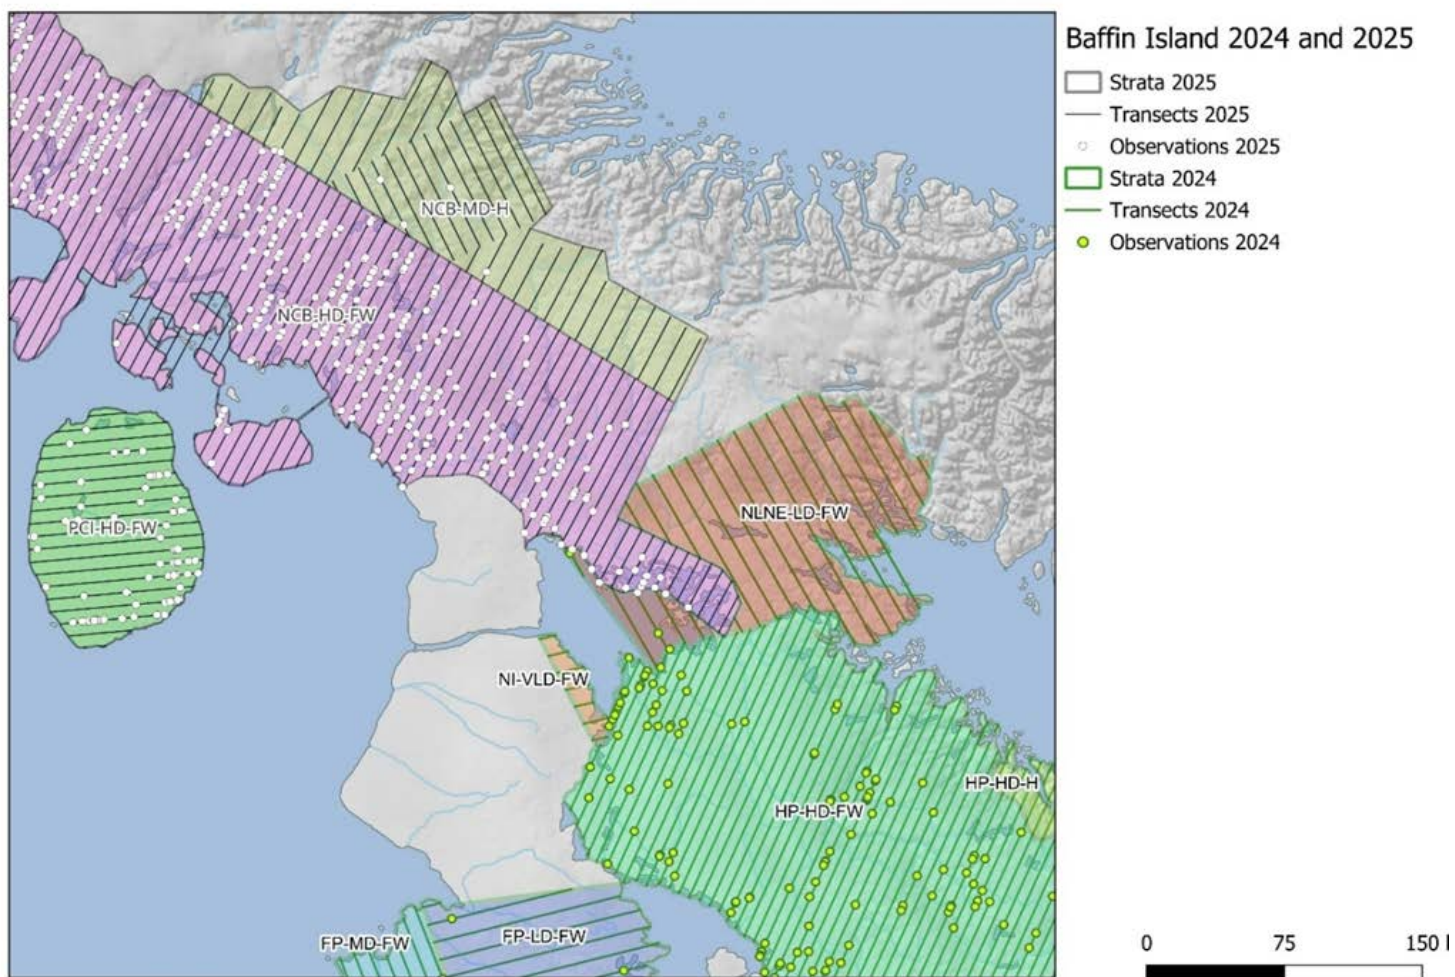 Baffin Island 2024 and 2025
Strata 2025
Transects 2025
Observations 2025
Strata 2024
Transects 2024
Observations 2024
NCB-MD-H
NCB-HD-FW
PCI-HD-FW
NLNE-LD-FW
NI-VLD-FW
HP-HD-H
HP-HD-FW
FP-MD-FW
FP-LD-FW
0 75 150